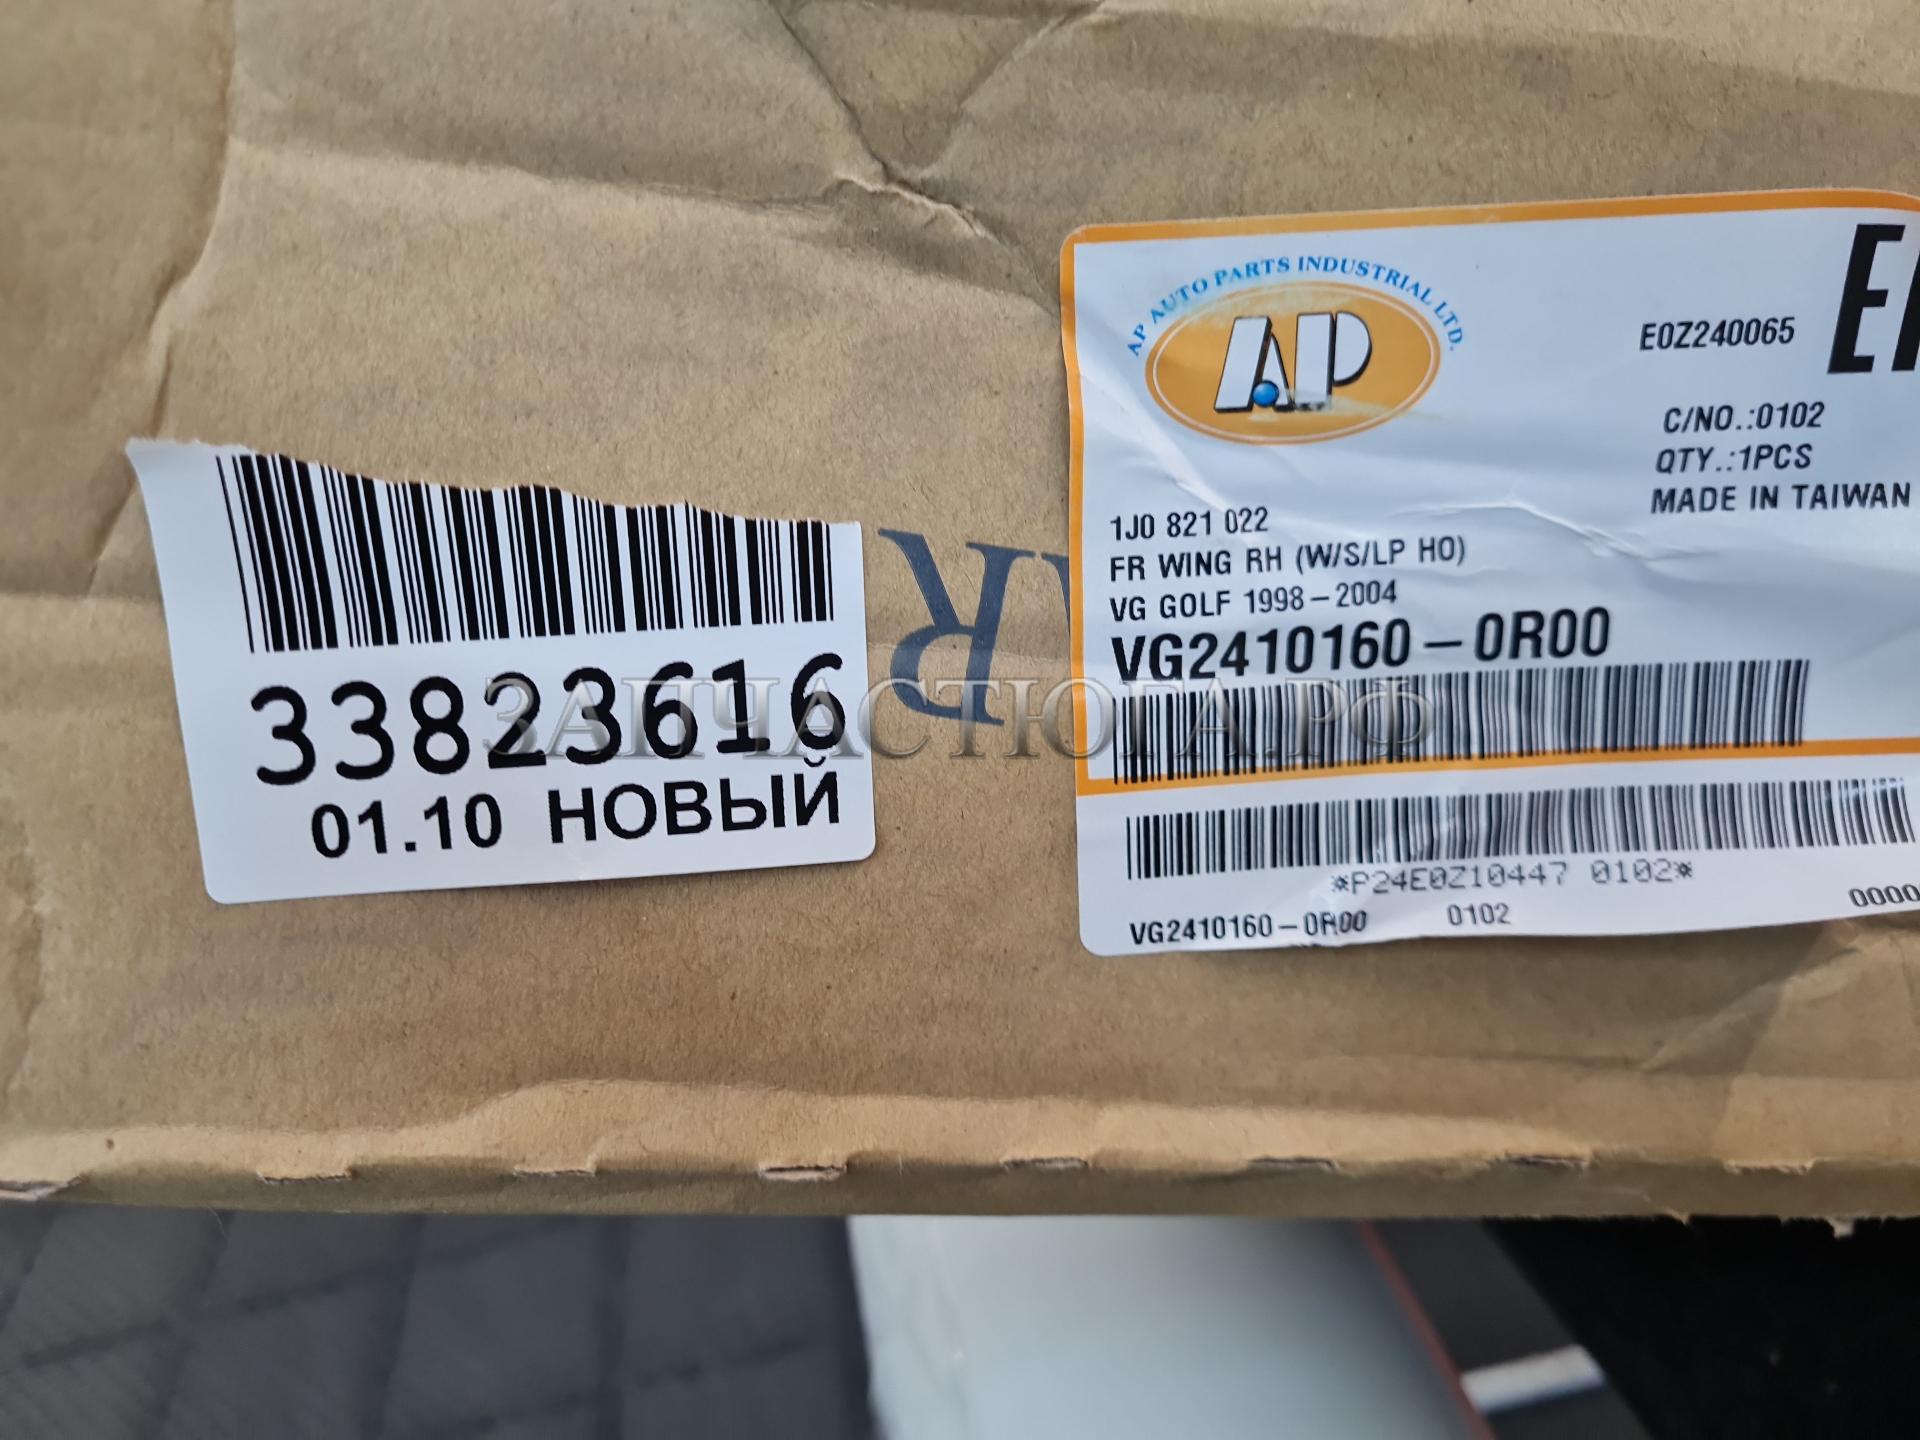 33823616
01.10 НОВЫЙ
AP AUTO PARTS INDUSTRIAL LTD.
AP
E0Z240065
C/NO.:0102
QTY.:1PCS
MADE IN TAIWAN
1J0 821 022
FR WING RH (W/S/LP HO)
VG GOLF 1998-2004
VG2410160-0R00
*P24E0Z10447 0102*
VG2410160-0R00 0102
ЗАПЧАСТЮГА.РФ